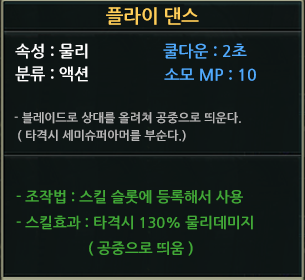 플라이 댄스
속성 : 물리 쿨다운 : 2초
분류 : 액션 소모 MP : 10
- 블레이드로 상대를 올려쳐 공중으로 띄운다.
( 타격시 세미슈퍼아머를 부순다.)
- 조작법 : 스킬 슬롯에 등록해서 사용
- 스킬효과 : 타격시 130% 물리데미지
( 공중으로 띄움 )